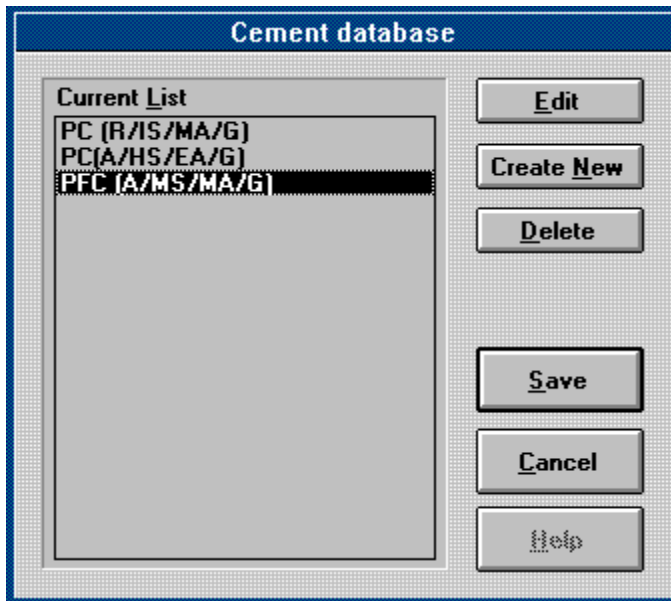 Cement database
Current List
PC (R/IS/MA/G)
PC(A/HS/EA/G)
PFC (A/MS/MA/G)
Edit
Create New
Delete
Save
Cancel
Help